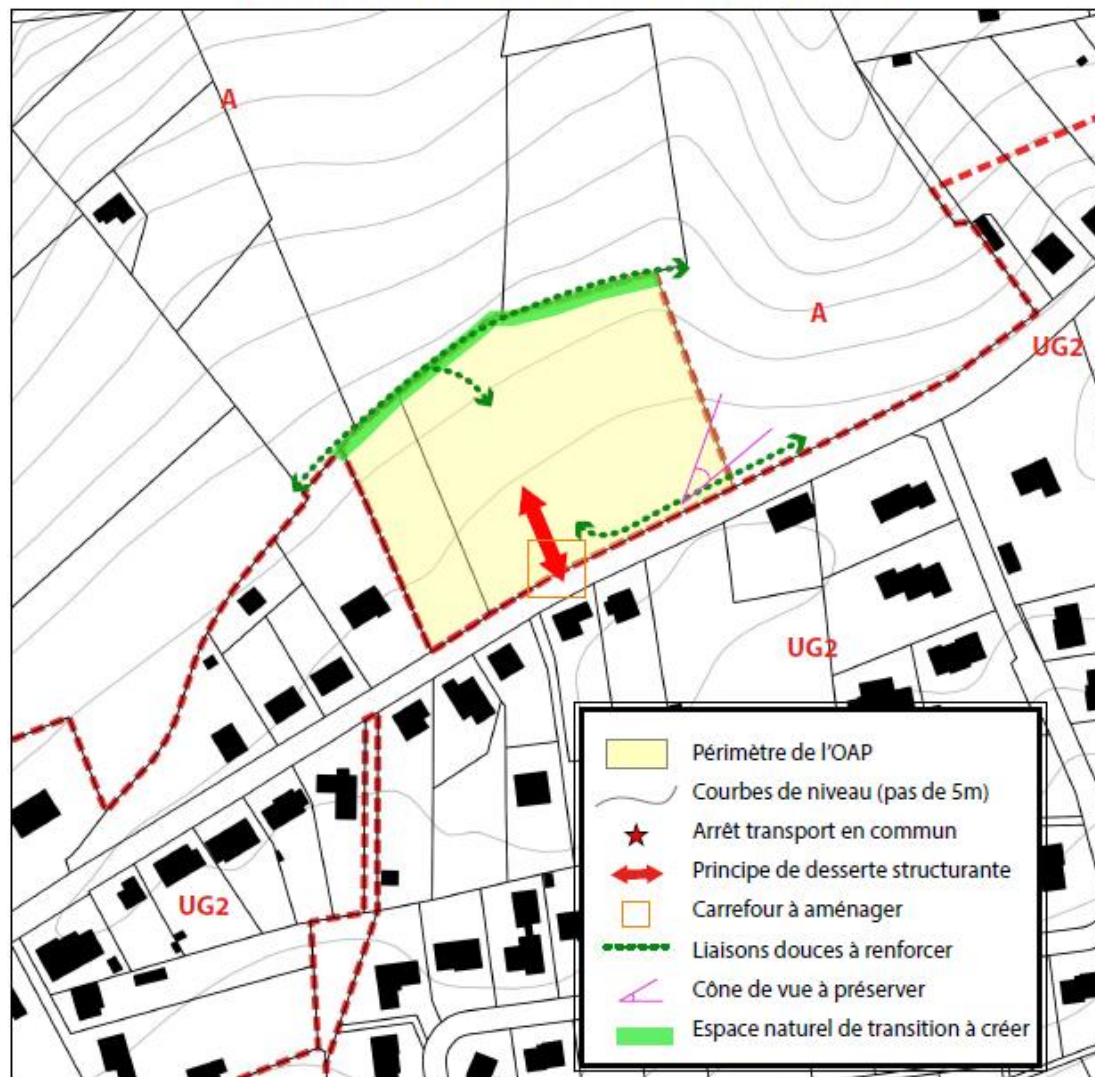 A
A
UG2
UG2
UG2
Périmètre de l'OAP
Courbes de niveau (pas de 5m)
Arrêt transport en commun
Principe de desserte structurante
Carrefour à aménager
Liaisons douces à renforcer
Cône de vue à préserver
Espace naturel de transition à créer